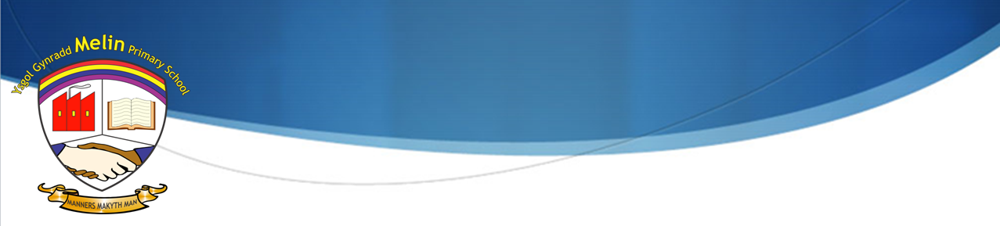 Ysgol Gynradd Melin Primary School
MANNERS MAKYTH MAN